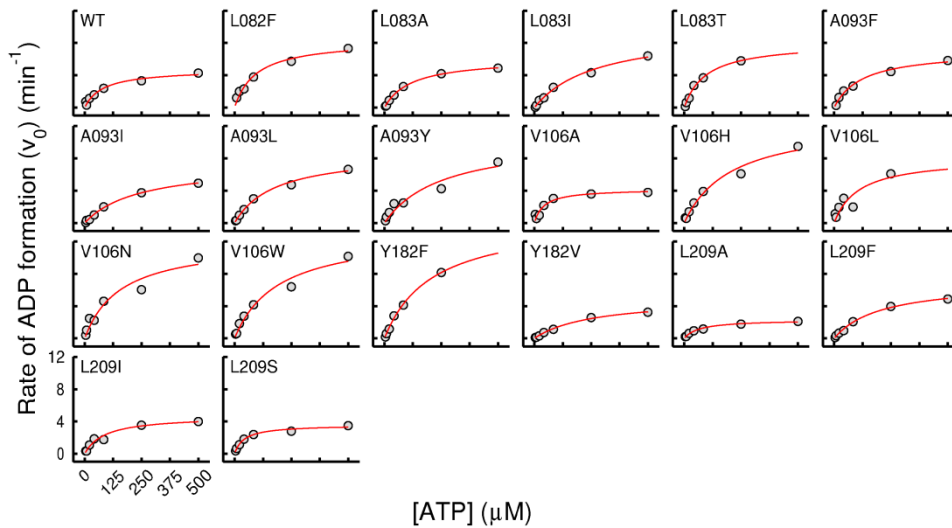 WT L082F L083A L083I L083T A093F
A093I A093L A093Y V106A V106H V106L
V106N V106W Y182F Y182V L209A L209F
L209I L209S
Rate of ADP formation (v₀) (min⁻¹)
12
8
4
0
0 125 250 375 500
[ATP] (μM)